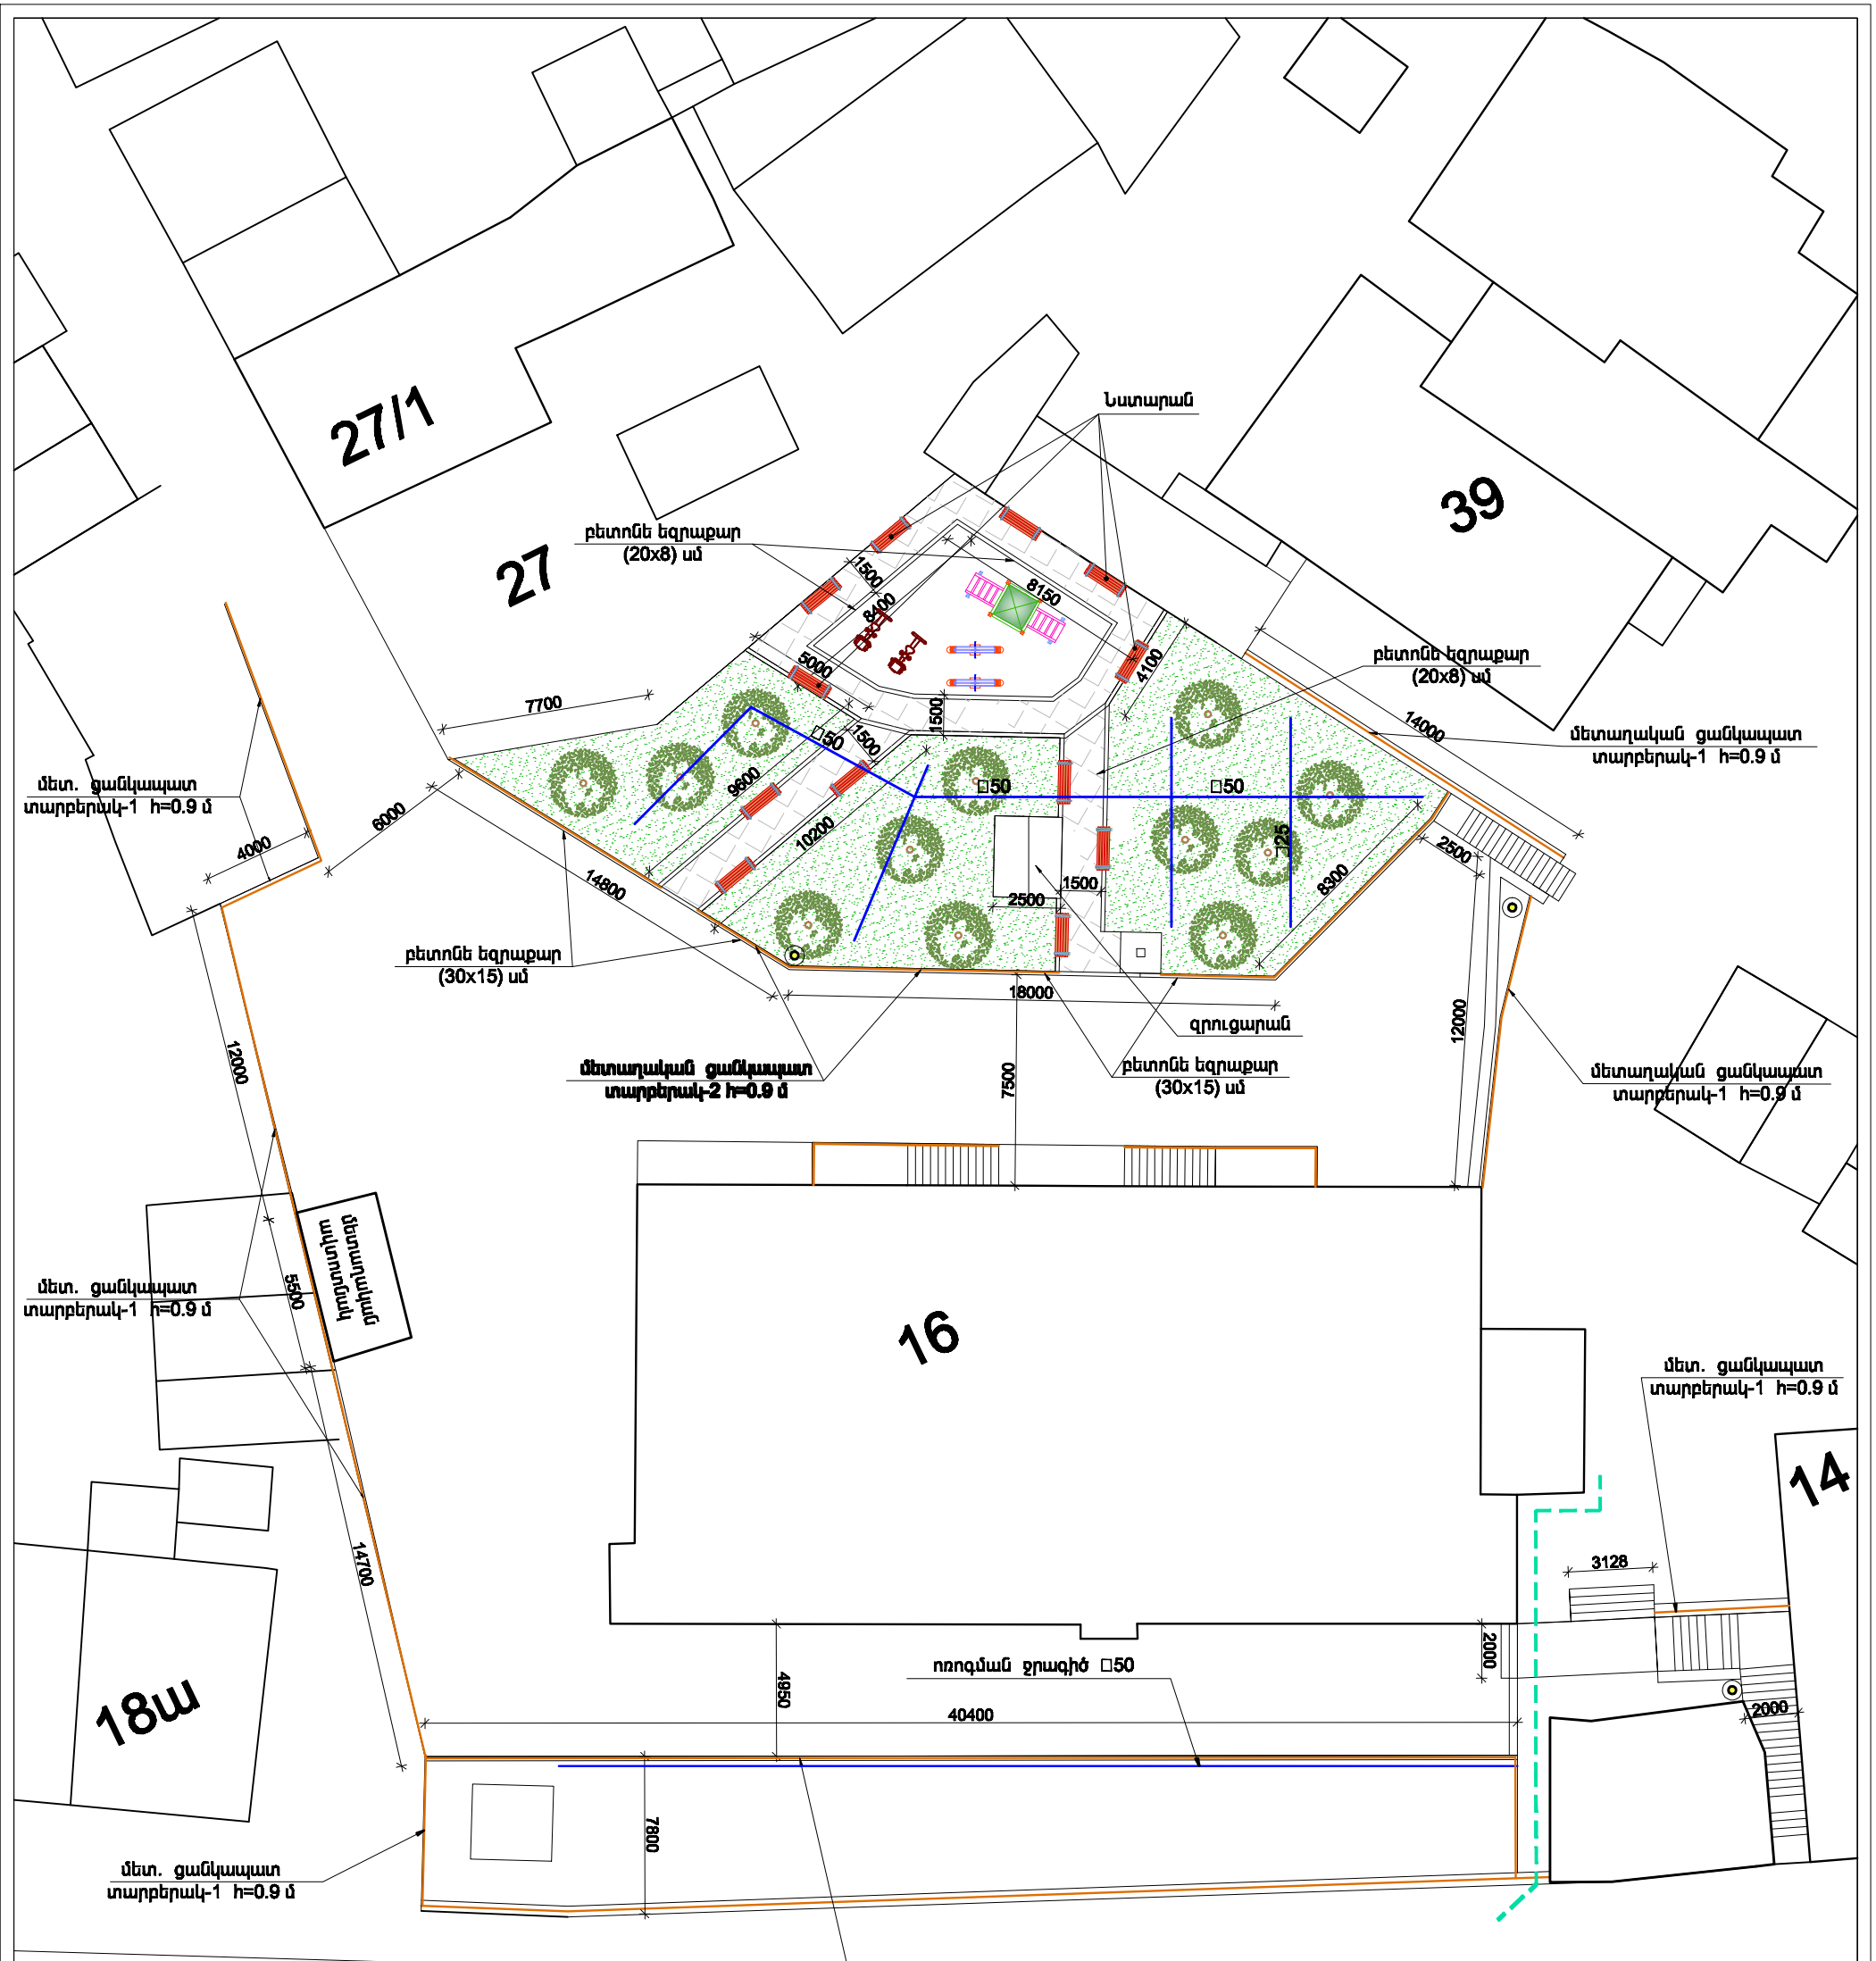 27/1
Նստարան
39
բետոնե եզրաքար
(20x8) սմ
27
1500
8150
8400
5000
4100
բետոնե եզրաքար
(20x8) սմ
7700
1500
□50
1500
14000
մետաղական ցանկապատ
տարբերակ-1 h=0.9 մ
մետ. ցանկապատ
տարբերակ-1 h=0.9 մ
9600
□50
□50
6000
4000
10200
□25
2500
14800
1500
2500
8300
բետոնե եզրաքար
(30x15) սմ
18000
զրուցարան
12000
12000
մետաղական ցանկապատ
տարբերակ-2 h=0.9 մ
7500
բետոնե եզրաքար
(30x15) սմ
մետաղական ցանկապատ
տարբերակ-1 h=0.9 մ
մետաղական
ավտոտնակ
5500
մետ. ցանկապատ
տարբերակ-1 h=0.9 մ
16
մետ. ցանկապատ
տարբերակ-1 h=0.9 մ
14
14700
3128
2000
18ա
ոռոգման ջրագիծ □50
4950
40400
2000
7800
մետ. ցանկապատ
տարբերակ-1 h=0.9 մ